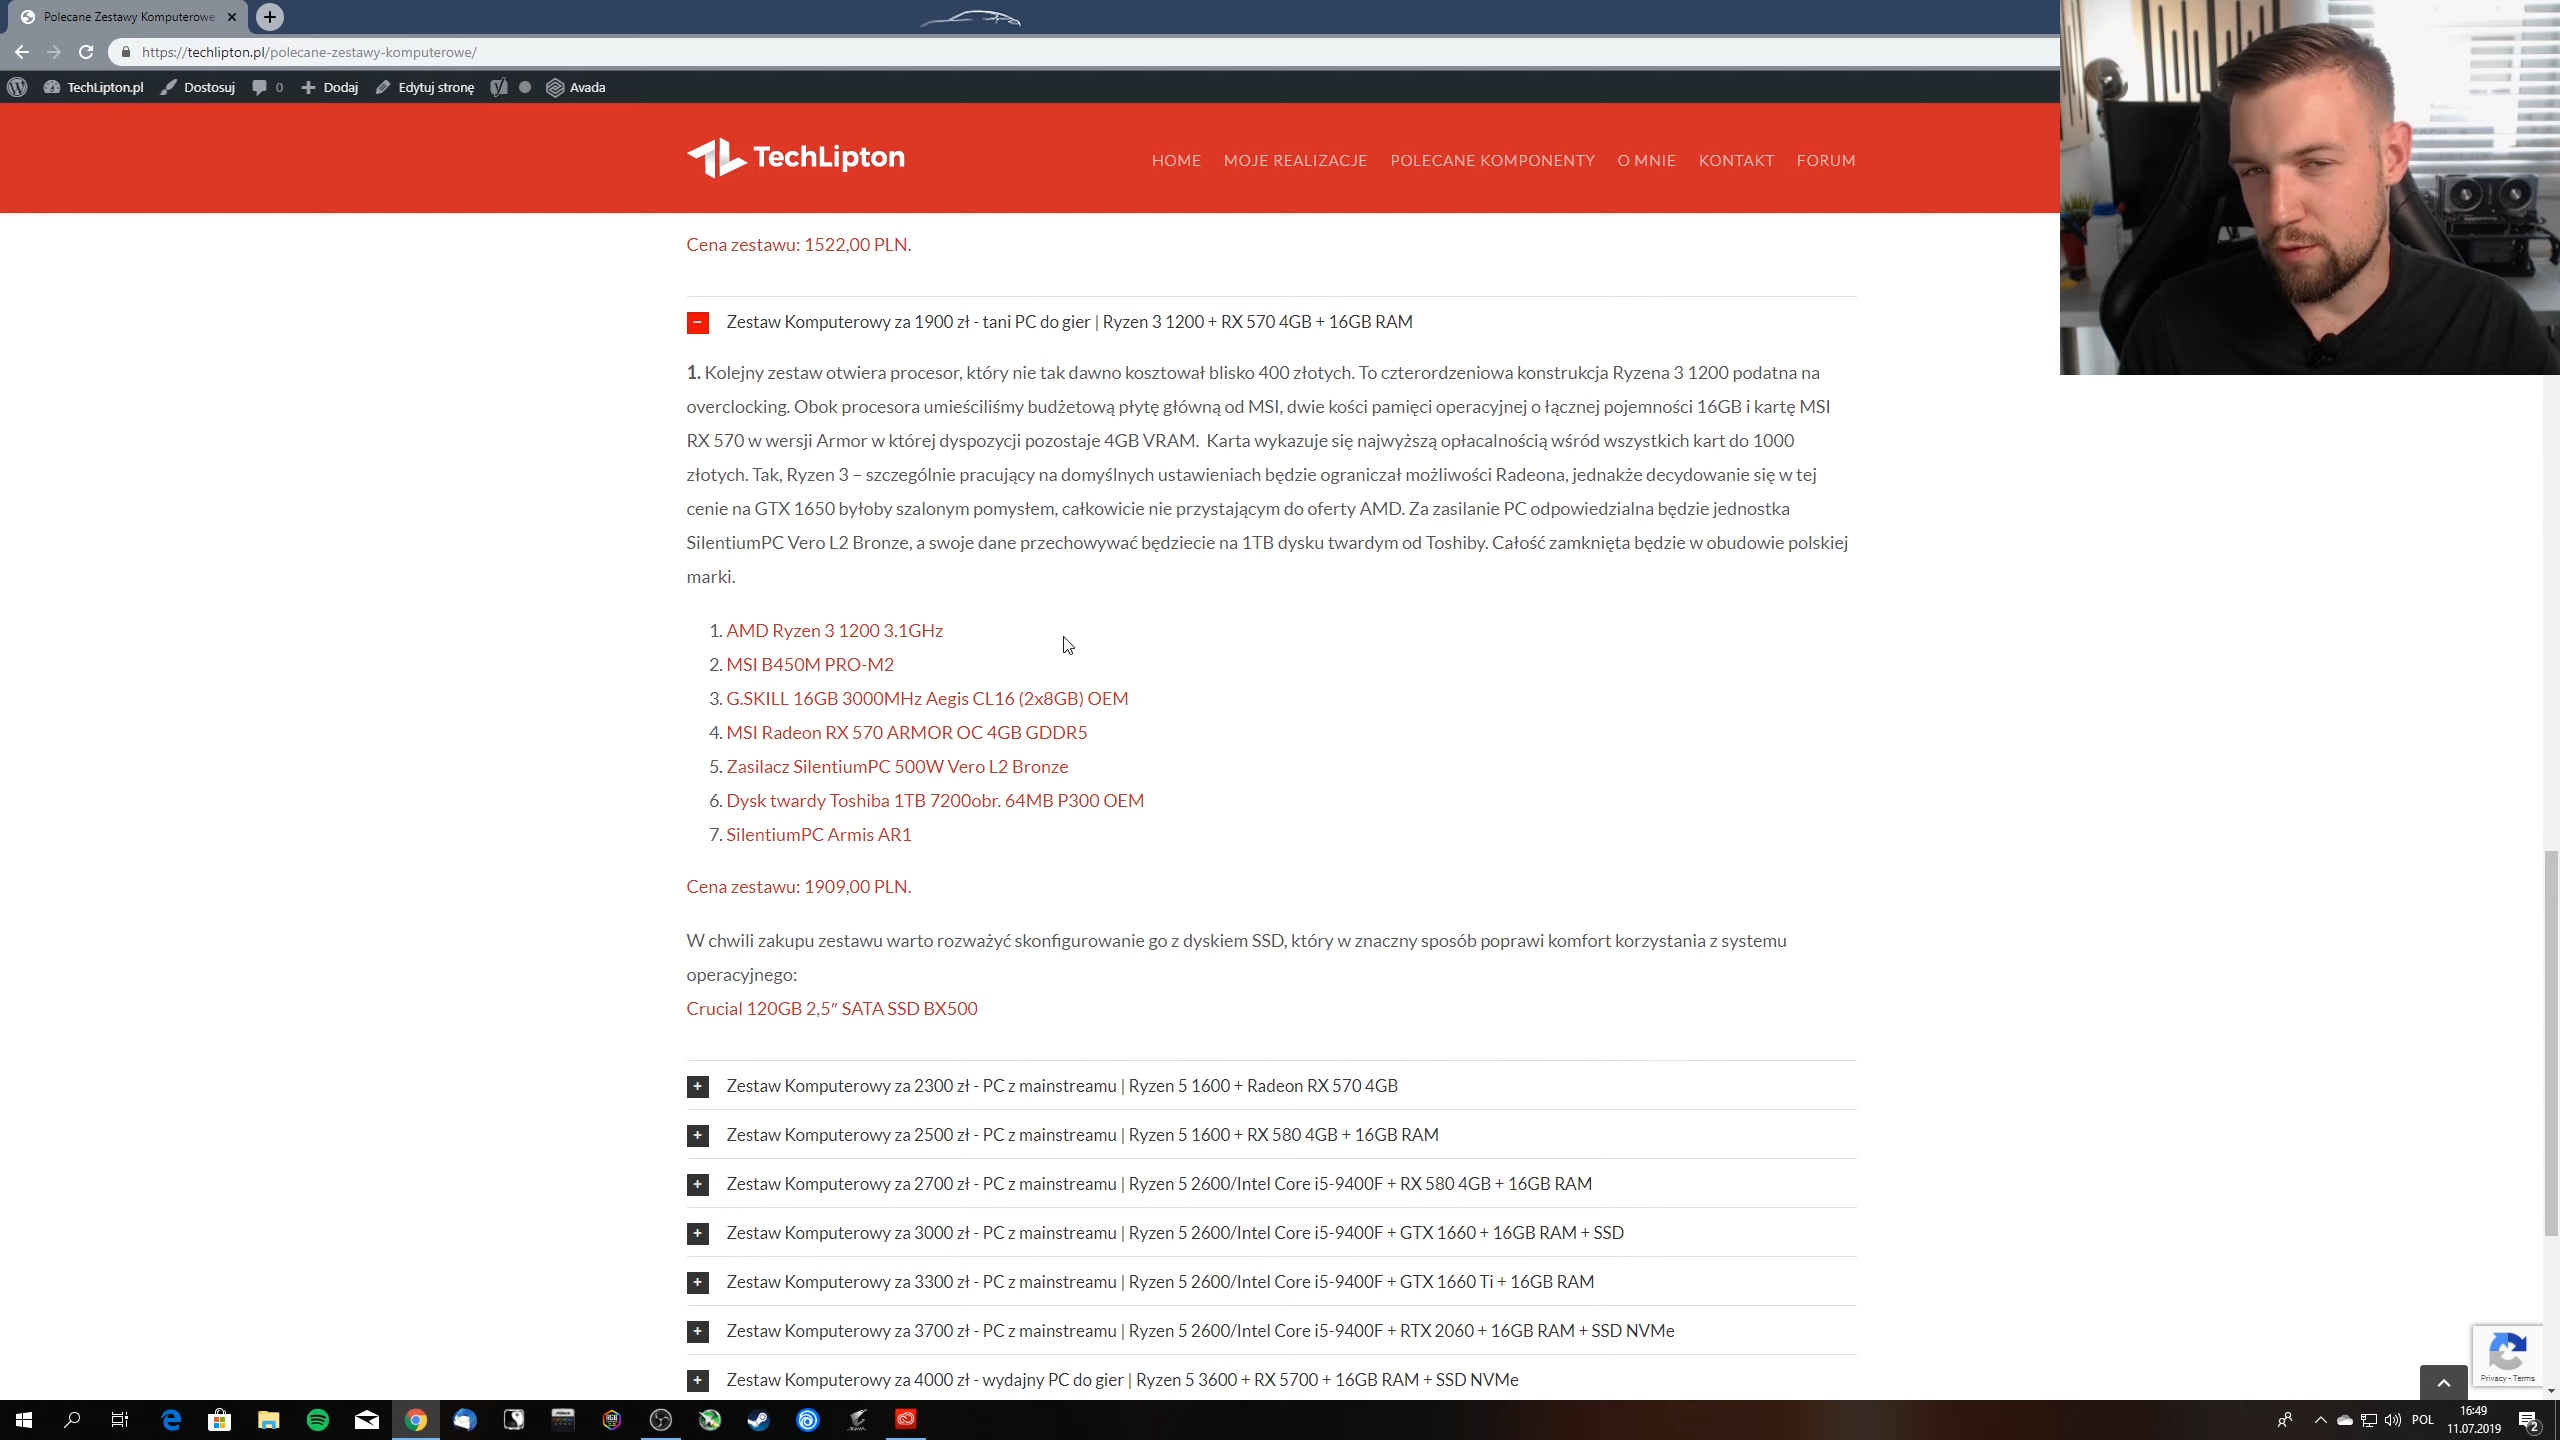 Polecane Zestawy Komputerowe
https://techlipton.pl/polecane-zestawy-komputerowe/
TechLipton.pl Dostosuj 0 Dodaj Edytuj stronę Avada
TechLipton
HOME MOJE REALIZACJE POLECANE KOMPONENTY O MNIE KONTAKT FORUM
Cena zestawu: 1522,00 PLN.
Zestaw Komputerowy za 1900 zł - tani PC do gier | Ryzen 3 1200 + RX 570 4GB + 16GB RAM
1. Kolejny zestaw otwiera procesor, który nie tak dawno kosztował blisko 400 złotych. To czterordzeniowa konstrukcja Ryzena 3 1200 podatna na
overclocking. Obok procesora umieściliśmy budżetową płytę główną od MSI, dwie kości pamięci operacyjnej o łącznej pojemności 16GB i kartę MSI
RX 570 w wersji Armor w której dyspozycji pozostaje 4GB VRAM. Karta wykazuje się najwyższą opłacalnością wśród wszystkich kart do 1000
złotych. Tak, Ryzen 3 – szczególnie pracujący na domyślnych ustawieniach będzie ograniczał możliwości Radeona, jednakże decydowanie się w tej
cenie na GTX 1650 byłoby szalonym pomysłem, całkowicie nie przystającym do oferty AMD. Za zasilanie PC odpowiedzialna będzie jednostka
SilentiumPC Vero L2 Bronze, a swoje dane przechowywać będziecie na 1TB dysku twardym od Toshiby. Całość zamknięta będzie w obudowie polskiej
marki.
1. AMD Ryzen 3 1200 3.1GHz
2. MSI B450M PRO-M2
3. G.SKILL 16GB 3000MHz Aegis CL16 (2x8GB) OEM
4. MSI Radeon RX 570 ARMOR OC 4GB GDDR5
5. Zasilacz SilentiumPC 500W Vero L2 Bronze
6. Dysk twardy Toshiba 1TB 7200obr. 64MB P300 OEM
7. SilentiumPC Armis AR1
Cena zestawu: 1909,00 PLN.
W chwili zakupu zestawu warto rozważyć skonfigurowanie go z dyskiem SSD, który w znaczny sposób poprawi komfort korzystania z systemu
operacyjnego:
Crucial 120GB 2,5″ SATA SSD BX500
Zestaw Komputerowy za 2300 zł - PC z mainstreamu | Ryzen 5 1600 + Radeon RX 570 4GB
Zestaw Komputerowy za 2500 zł - PC z mainstreamu | Ryzen 5 1600 + RX 580 4GB + 16GB RAM
Zestaw Komputerowy za 2700 zł - PC z mainstreamu | Ryzen 5 2600/Intel Core i5-9400F + RX 580 4GB + 16GB RAM
Zestaw Komputerowy za 3000 zł - PC z mainstreamu | Ryzen 5 2600/Intel Core i5-9400F + GTX 1660 + 16GB RAM + SSD
Zestaw Komputerowy za 3300 zł - PC z mainstreamu | Ryzen 5 2600/Intel Core i5-9400F + GTX 1660 Ti + 16GB RAM
Zestaw Komputerowy za 3700 zł - PC z mainstreamu | Ryzen 5 2600/Intel Core i5-9400F + RTX 2060 + 16GB RAM + SSD NVMe
Zestaw Komputerowy za 4000 zł - wydajny PC do gier | Ryzen 5 3600 + RX 5700 + 16GB RAM + SSD NVMe
Privacy - Terms
POL
16:49
11.07.2019
2